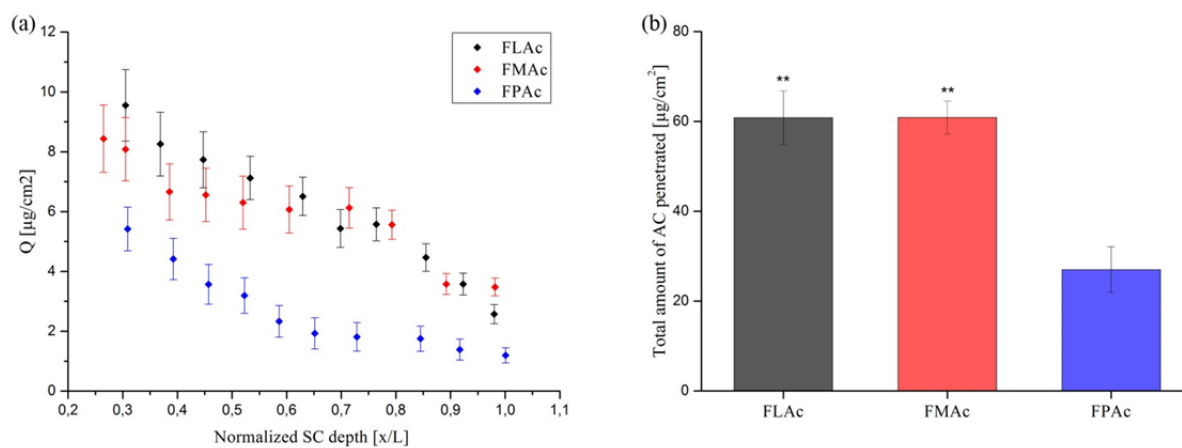 (a)
12
10
8
6
4
2
0
Q [µg/cm2]
FLAc
FMAc
FPAc
0,2 0,3 0,4 0,5 0,6 0,7 0,8 0,9 1,0 1,1
Normalized SC depth [x/L]
(b)
80
60
40
20
0
Total amount of AC penetrated [µg/cm²]
** **
FLAc FMAc FPAc